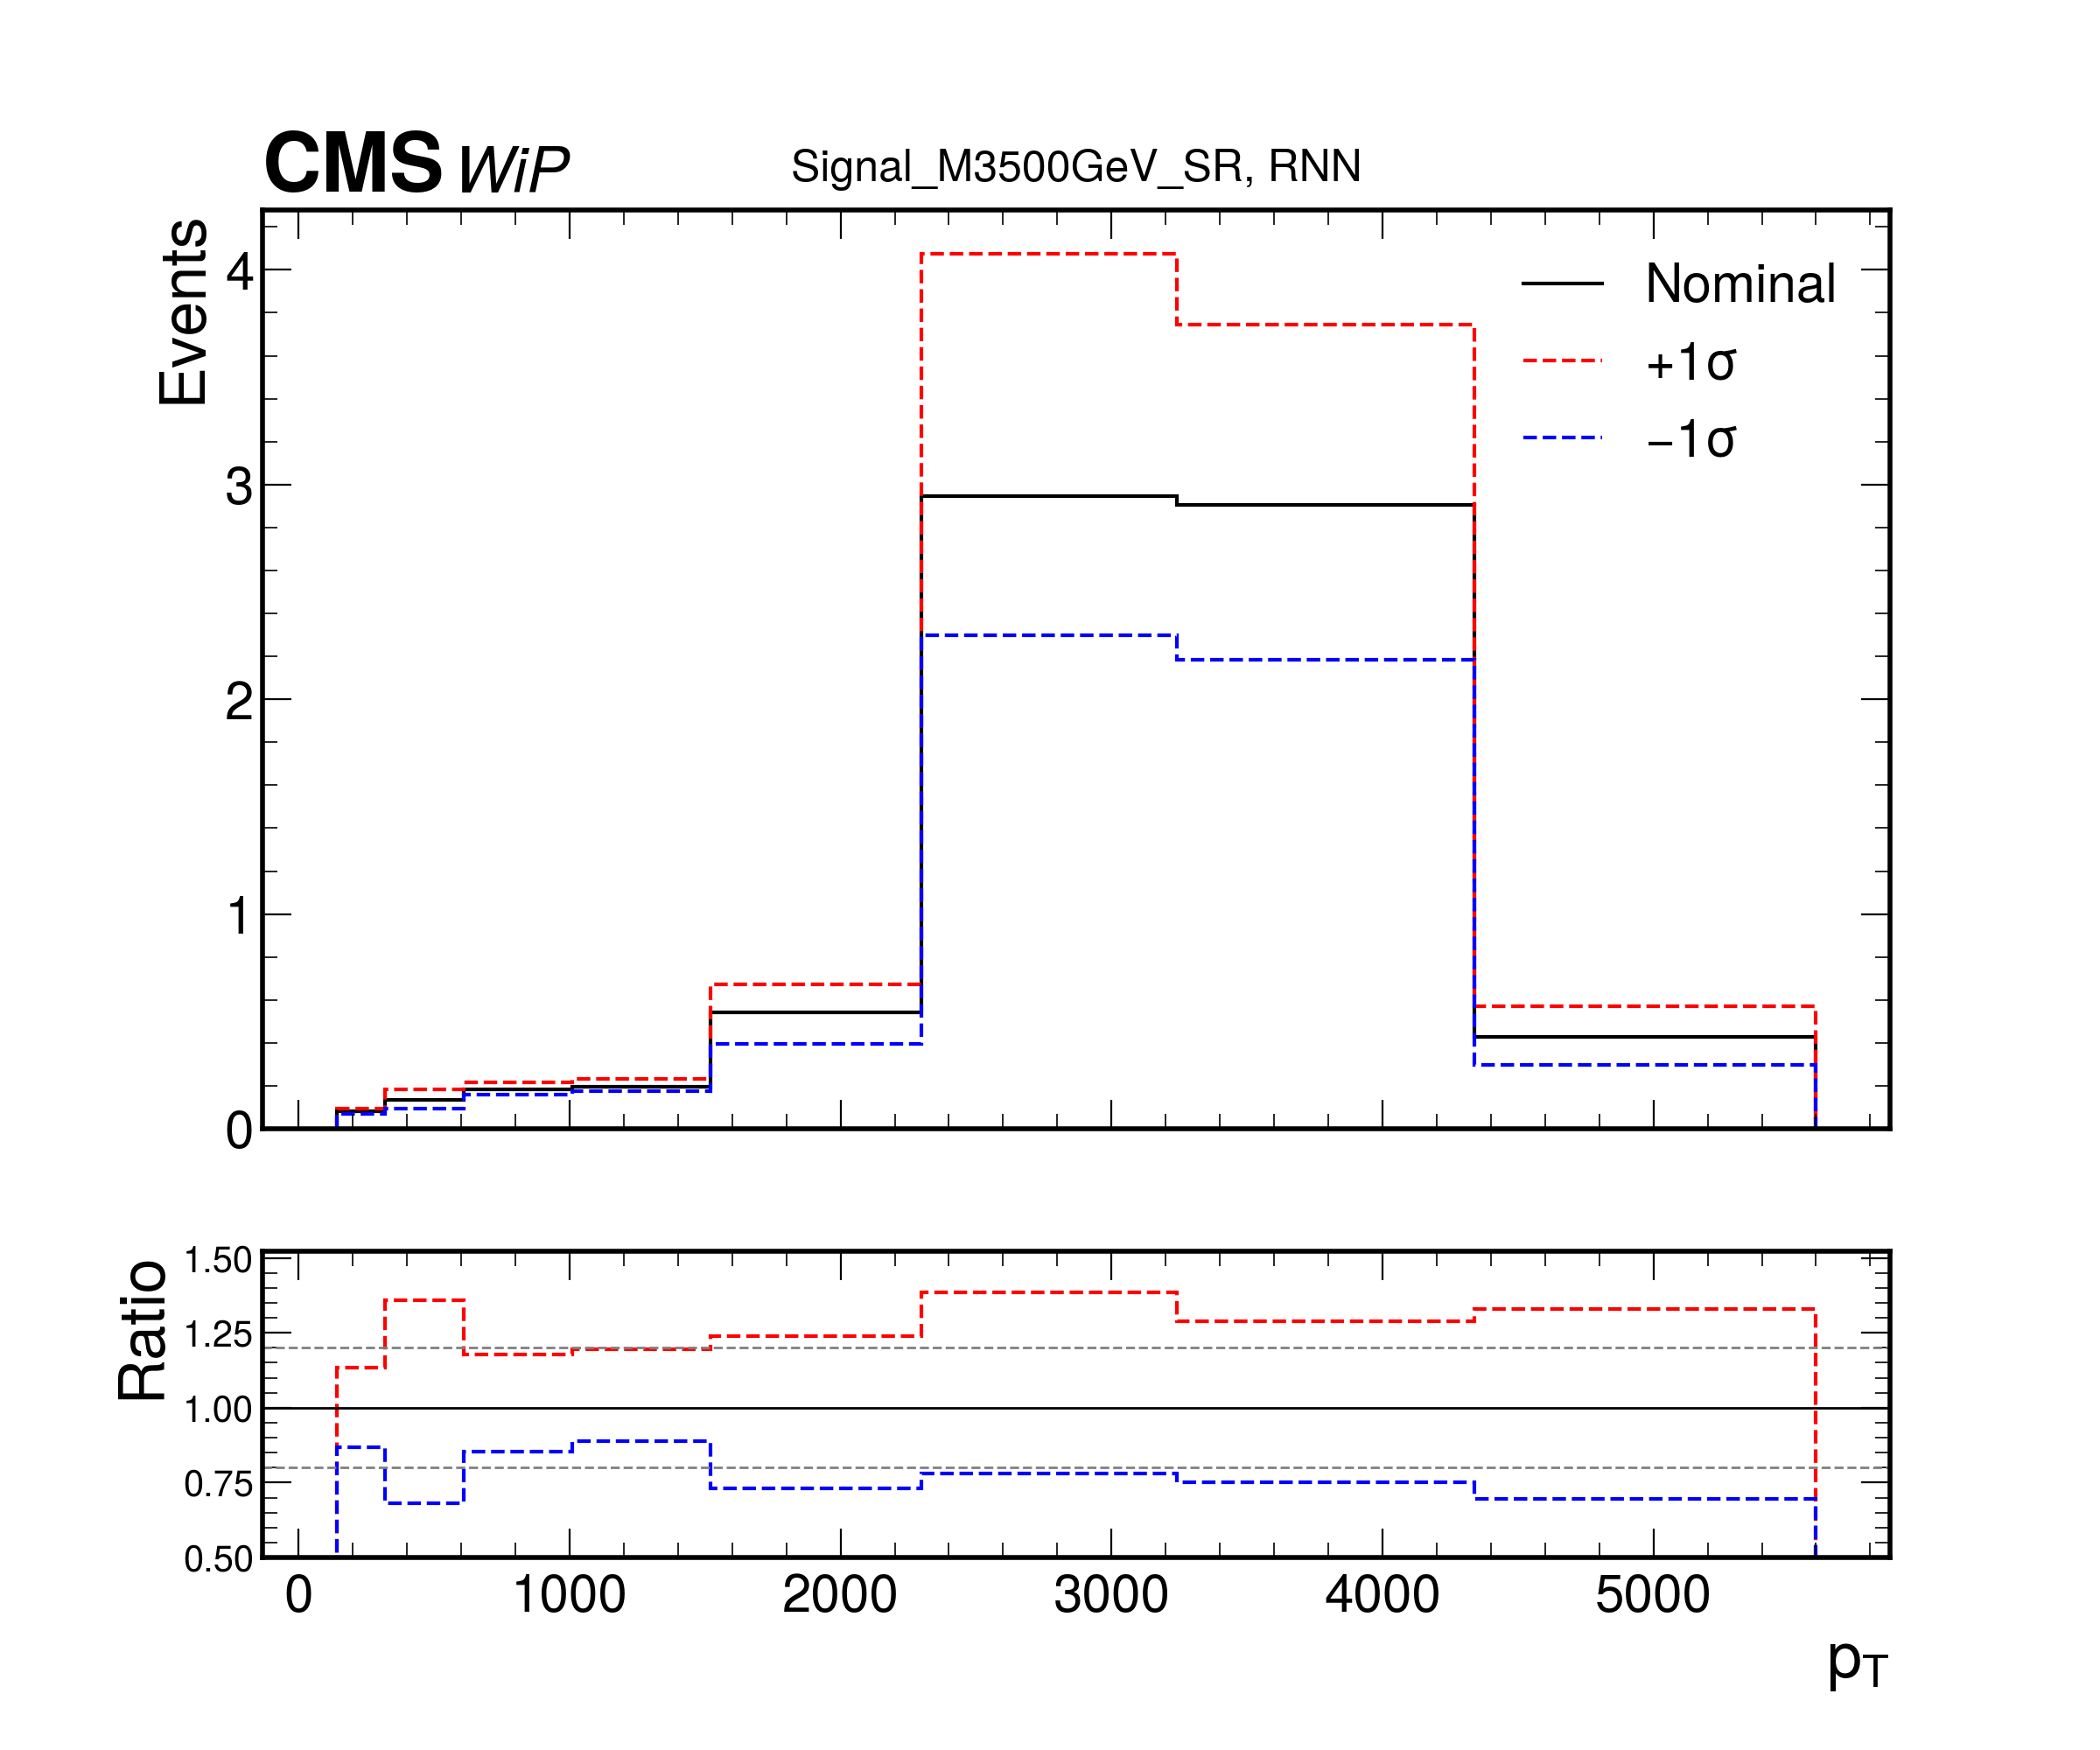 CMS WiP Signal_M3500GeV_SR, RNN
Events
4
3
2
1
0
Nominal
+1σ
−1σ
Ratio
1.50
1.25
1.00
0.75
0.50
0 1000 2000 3000 4000 5000
pT